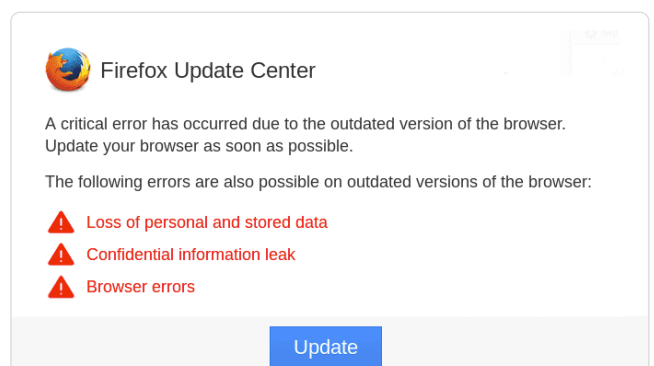 Firefox Update Center
A critical error has occurred due to the outdated version of the browser.
Update your browser as soon as possible.
The following errors are also possible on outdated versions of the browser:
Loss of personal and stored data
Confidential information leak
Browser errors
Update